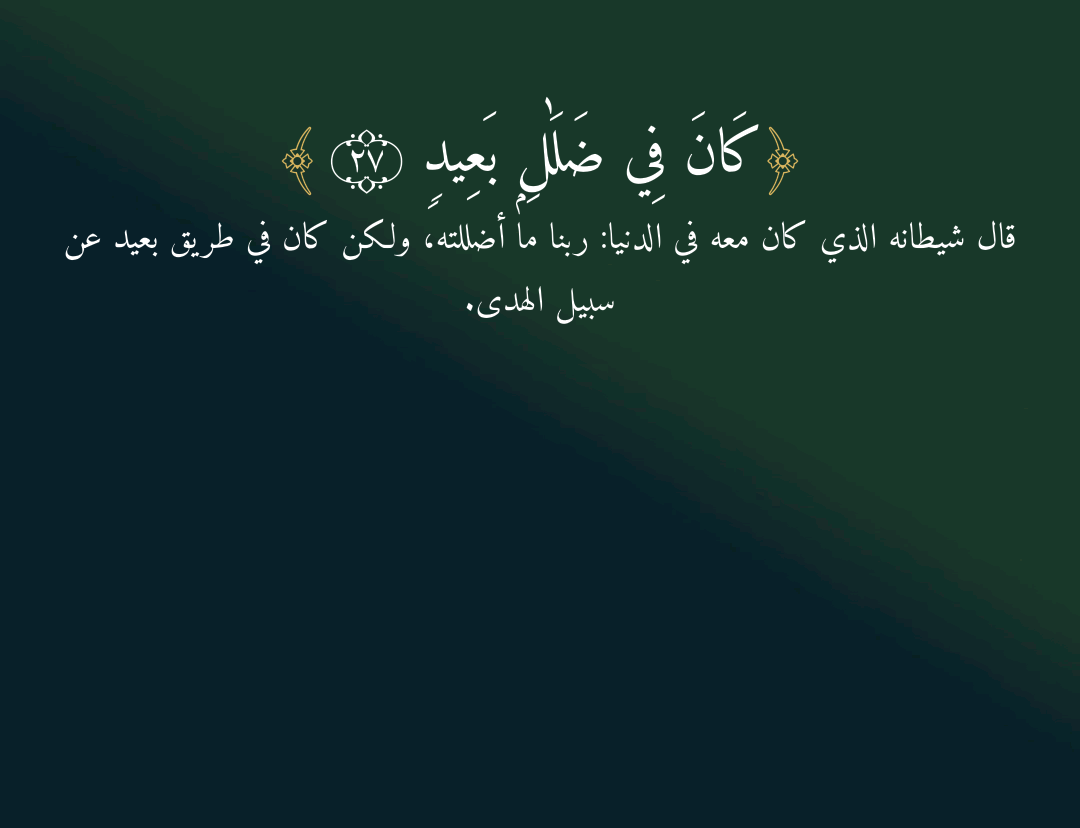 ﴿كَانَ فِي ضَلَٰلِۭ بَعِيدٖ ٢٧﴾
قال شيطانه الذي كان معه في الدنيا: ربنا ما أضللته، ولكن كان في طريق بعيد عن
سبيل الهدى.